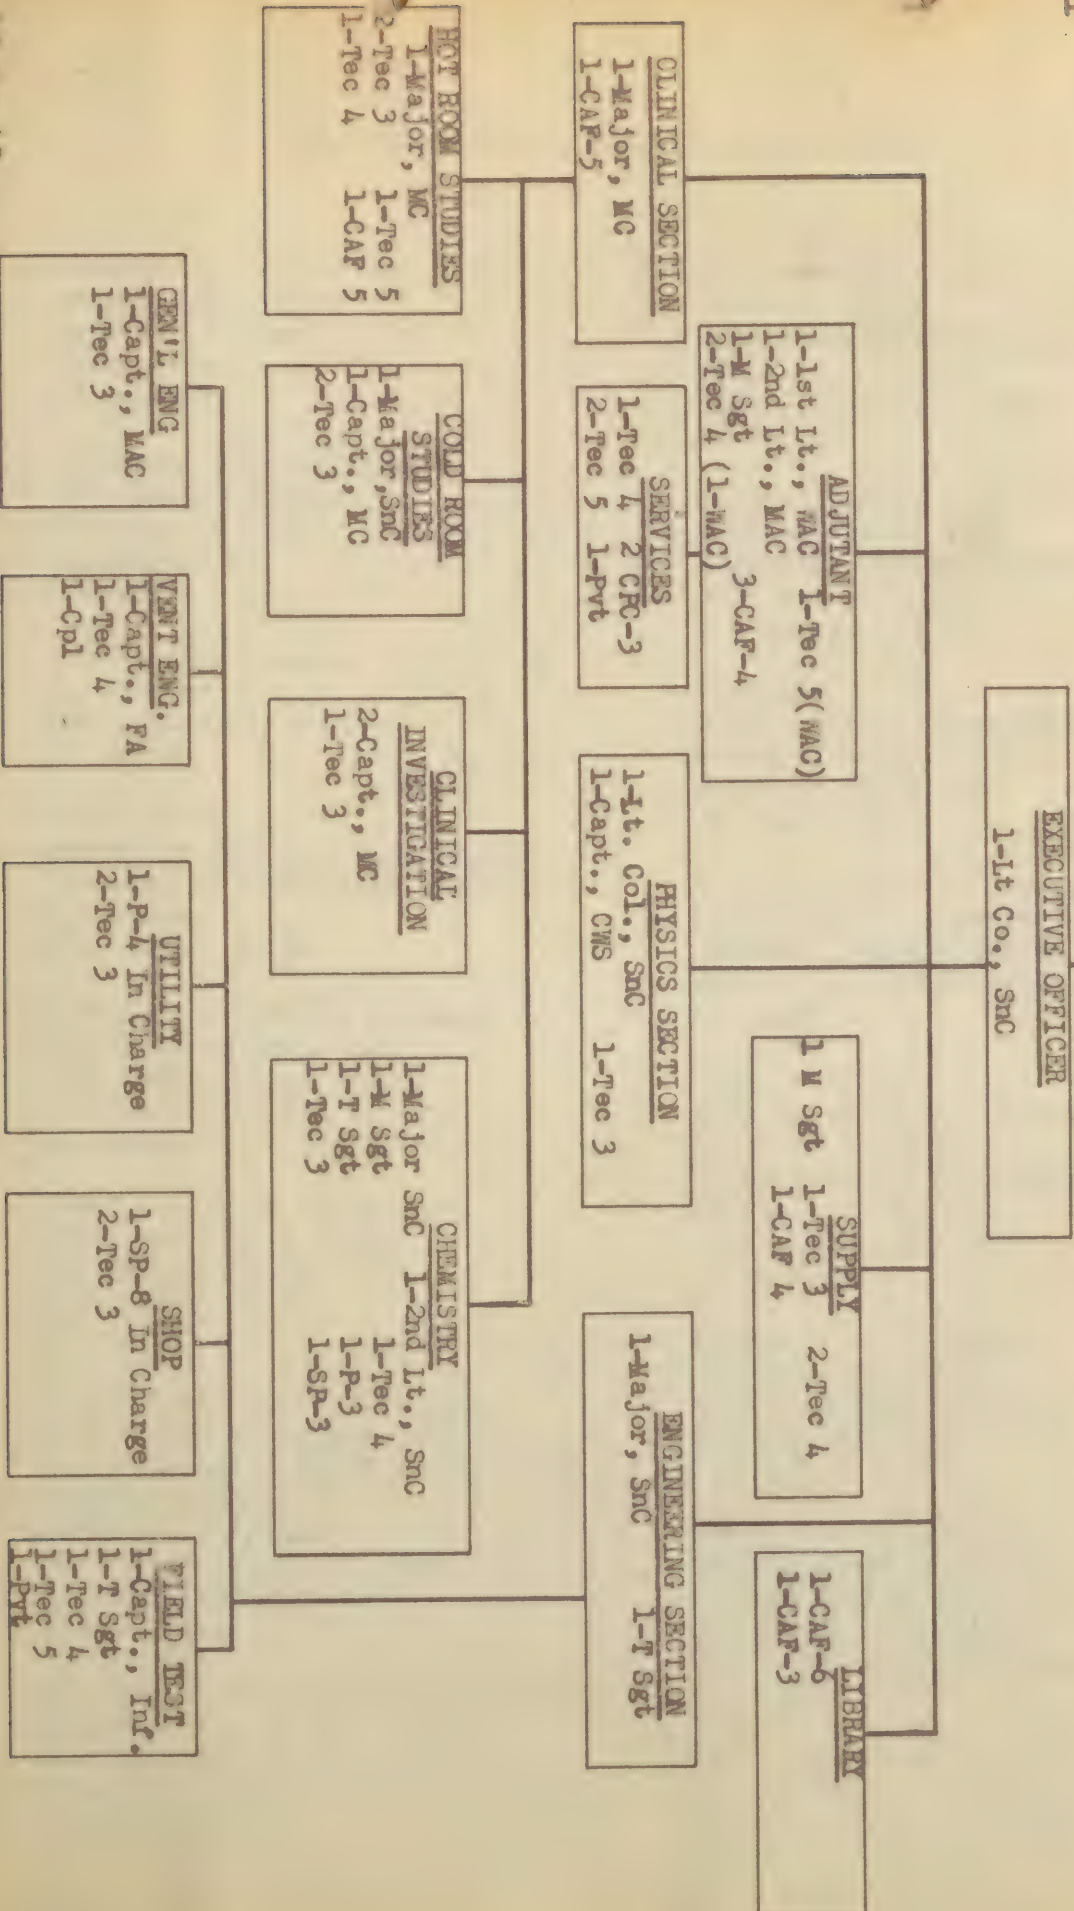 EXECUTIVE OFFICER
1-Lt Co., SnC
ADJUTANT
1-1st Lt., WAC 1-Tec 5(WAC)
1-2nd Lt., MAC
1-M Sgt 3-CAF-4
2-Tec 4 (1-WAC)
SUPPLY
1 M Sgt 1-Tec 3 2-Tec 4
1-CAF 4
LIBRARY
1-CAF-6
1-CAF-3
CLINICAL SECTION
1-Major, MC
1-CAF-5
SERVICES
1-Tec 4 2 CPC-3
2-Tec 5 1-Pvt
PHYSICS SECTION
1-Lt. Col., SnC
1-Capt., CWS 1-Tec 3
ENGINEERING SECTION
1-Major, SnC 1-T Sgt
HOT ROOM STUDIES
1-Major, MC
2-Tec 3 1-Tec 5
1-Tec 4 1-CAF 5
COLD ROOM
STUDIES
1-Major,SnC
1-Capt., MC
2-Tec 3
CLINICAL
INVESTIGATION
2-Capt., MC
1-Tec 3
CHEMISTRY
1-Major SnC 1-2nd Lt., SnC
1-M Sgt 1-Tec 4
1-T Sgt 1-P-3
1-Tec 3 1-SP-3
GEN'L ENG
1-Capt., MAC
1-Tec 3
VENT ENG.
1-Capt., FA
1-Tec 4
1-Cpl
UTILITY
1-P-4 In Charge
2-Tec 3
SHOP
1-SP-8 In Charge
2-Tec 3
FIELD TEST
1-Capt., Inf.
1-T Sgt
1-Tec 4
1-Tec 5
1-Pvt